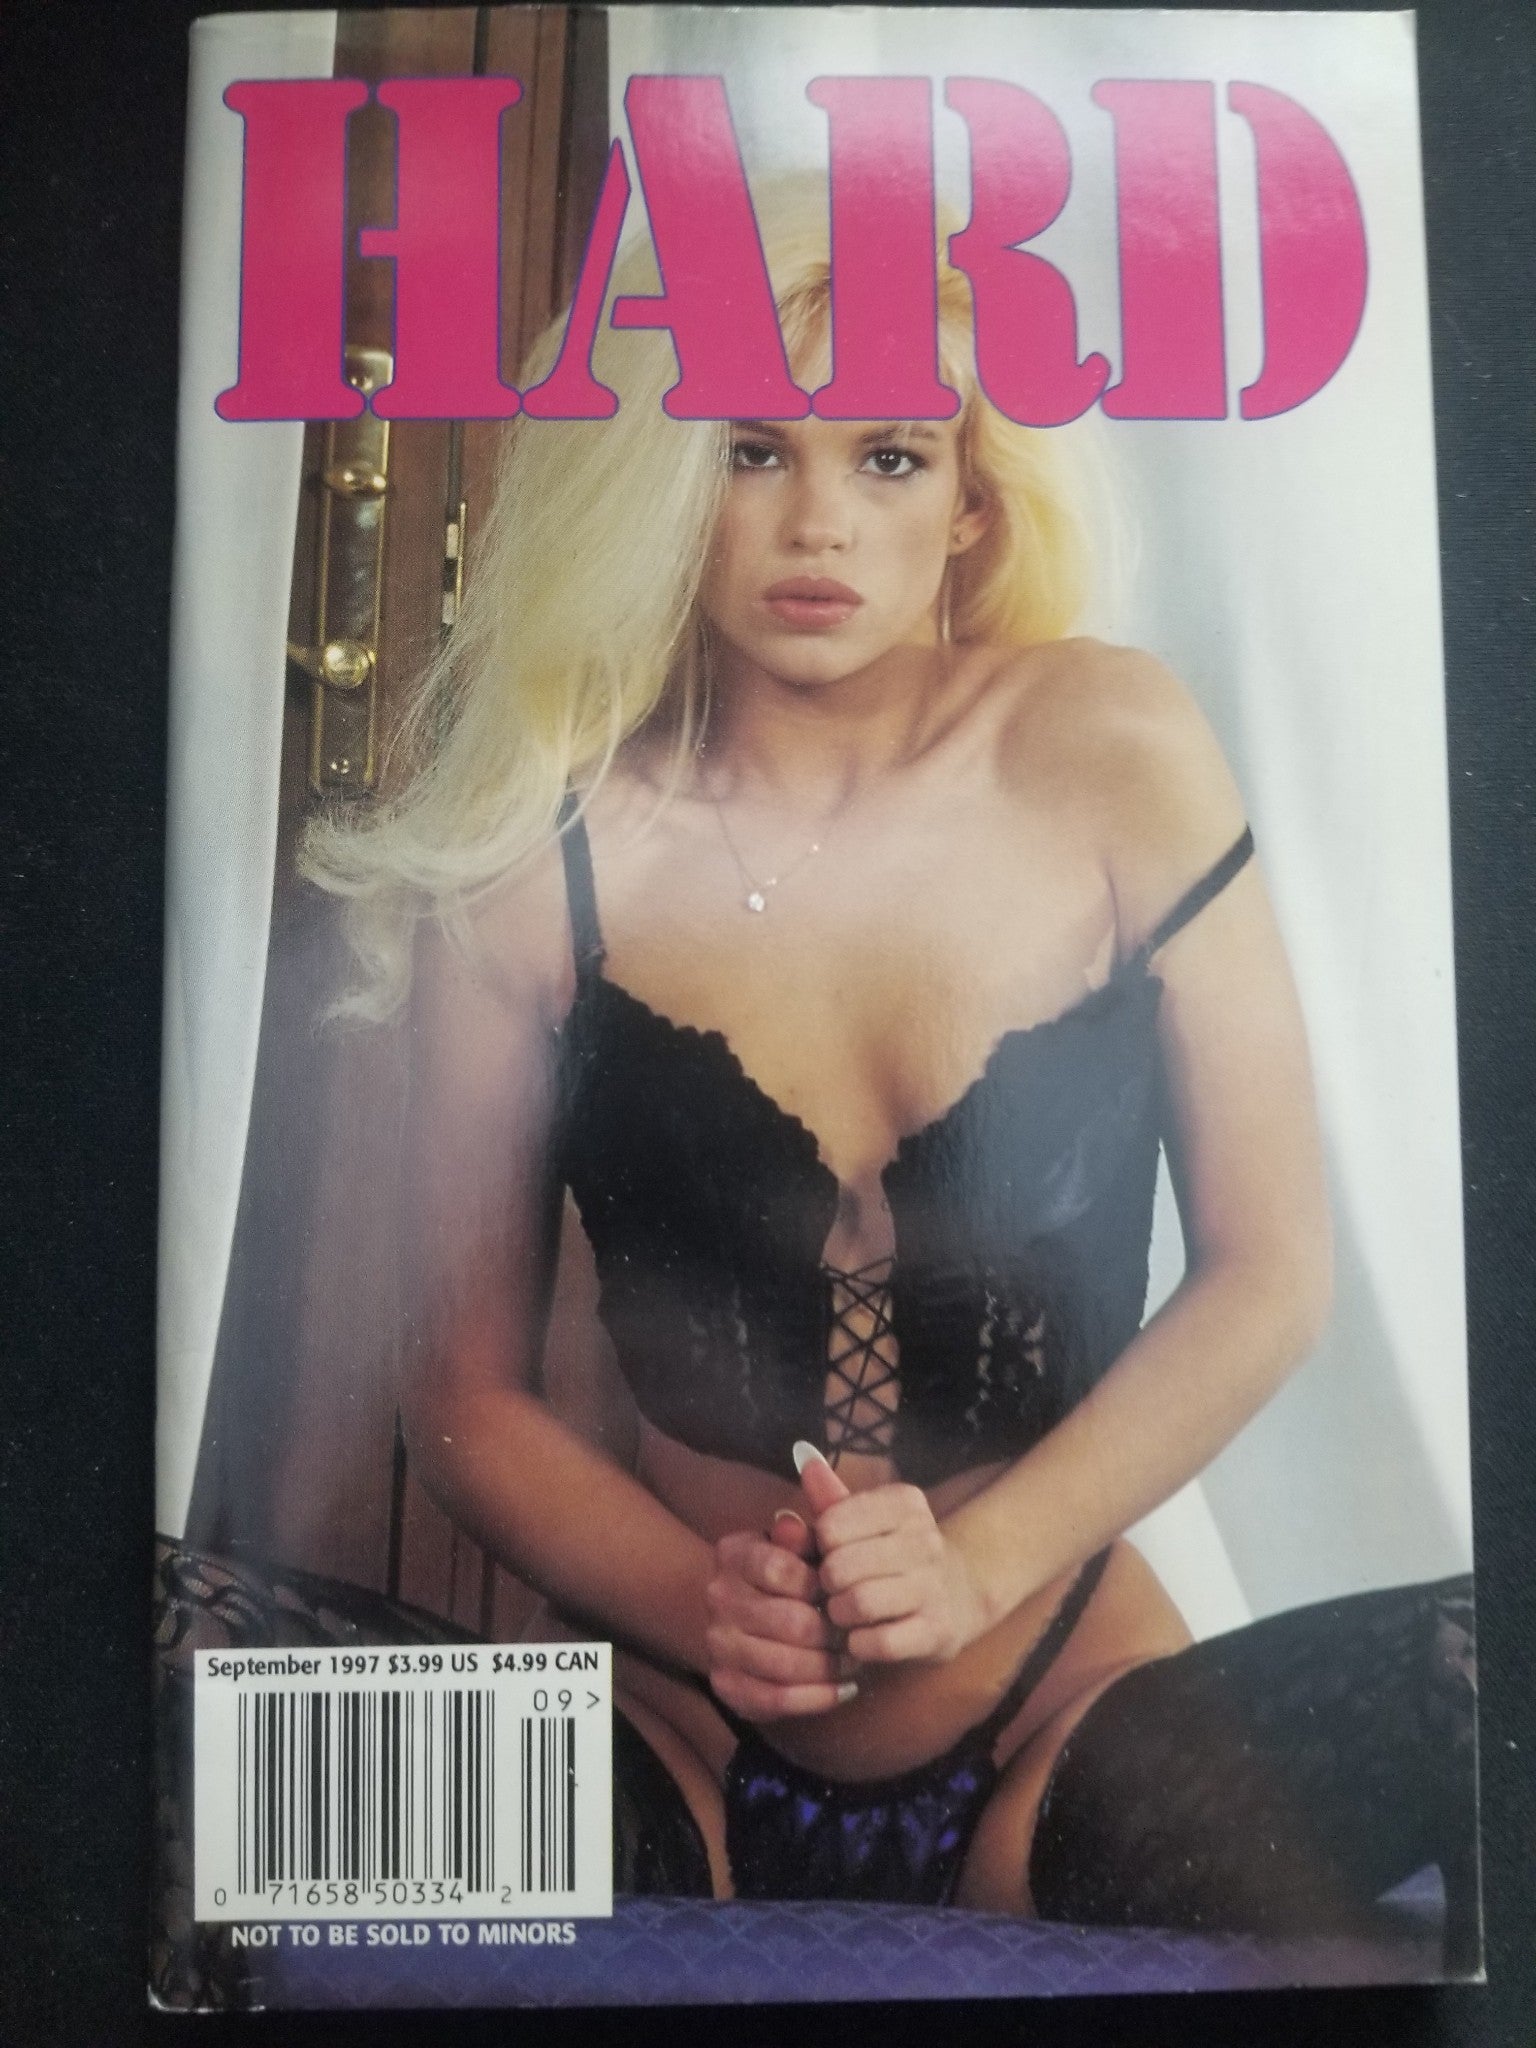 HARD
September 1997 $3.99 US $4.99 CAN
09 >
0 71658 50334 2
NOT TO BE SOLD TO MINORS